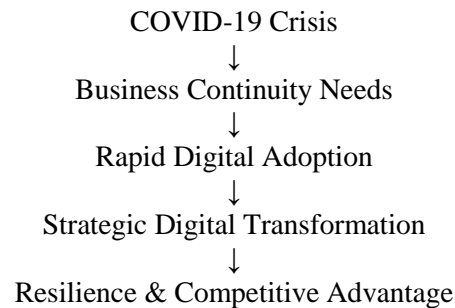 COVID-19 Crisis
↓
Business Continuity Needs
↓
Rapid Digital Adoption
↓
Strategic Digital Transformation
↓
Resilience & Competitive Advantage